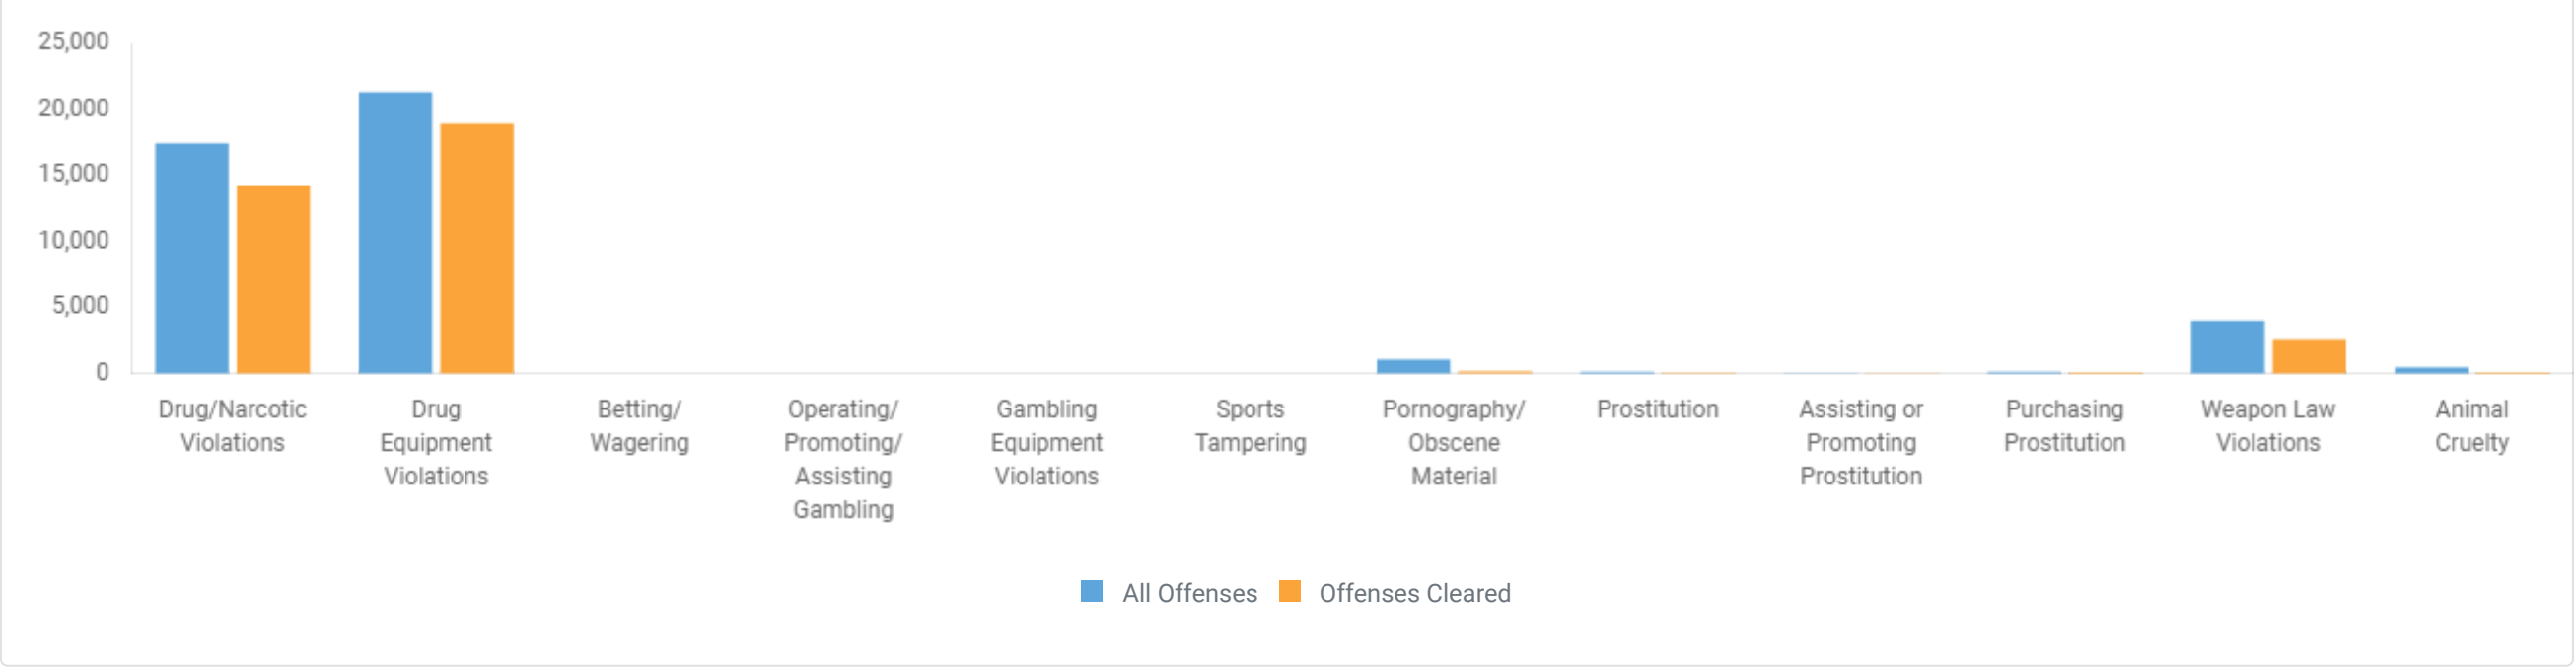 25,000
20,000
15,000
10,000
5,000
0
Drug/Narcotic
Violations
Drug
Equipment
Violations
Betting/
Wagering
Operating/
Promoting/
Assisting
Gambling
Gambling
Equipment
Violations
Sports
Tampering
Pornography/
Obscene
Material
Prostitution
Assisting or
Promoting
Prostitution
Purchasing
Prostitution
Weapon Law
Violations
Animal
Cruelty
All Offenses
Offenses Cleared